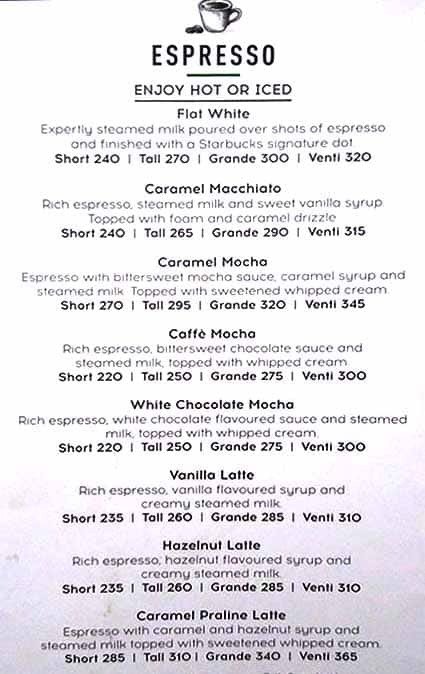 ESPRESSO
ENJOY HOT OR ICED
Flat White
Expertly steamed milk poured over shots of espresso
and finished with a Starbucks signature dot
Short 240 | Tall 270 | Grande 300 | Venti 320
Caramel Macchiato
Rich espresso, steamed milk and sweet vanilla syrup
Topped with foam and caramel drizzle
Short 240 | Tall 265 | Grande 290 | Venti 315
Caramel Mocha
Espresso with bittersweet mocha sauce, caramel syrup and
steamed milk Topped with sweetened whipped cream
Short 270 | Tall 295 | Grande 320 | Venti 345
Caffè Mocha
Rich espresso, bittersweet chocolate sauce and
steamed milk, topped with whipped cream
Short 220 | Tall 250 | Grande 275 | Venti 300
White Chocolate Mocha
Rich espresso, white chocolate flavoured sauce and steamed
milk, topped with whipped cream
Short 220 | Tall 250 | Grande 275 | Venti 300
Vanilla Latte
Rich espresso, vanilla flavoured syrup and
creamy steamed milk.
Short 235 | Tall 260 | Grande 285 | Venti 310
Hazelnut Latte
Rich espresso, hazelnut flavoured syrup and
creamy steamed milk.
Short 235 | Tall 260 | Grande 285 | Venti 310
Caramel Praline Latte
Espresso with caramel and hazelnut syrup and
steamed milk topped with sweetened whipped cream.
Short 285 | Tall 310 | Grande 340 | Venti 365